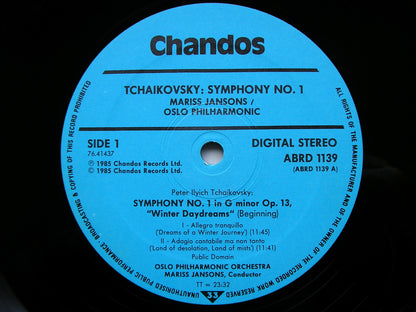 Chandos
TCHAIKOVSKY: SYMPHONY NO. 1
MARISS JANSONS /
OSLO PHILHARMONIC
SIDE 1
76.41437
DIGITAL STEREO
ABRD 1139
(ABRD 1139 A)
℗ 1985 Chandos Records Ltd.
© 1985 Chandos Records Ltd.
Peter Ilyich Tchaikovsky:
SYMPHONY NO. 1 in G minor Op. 13,
"Winter Daydreams" (Beginning)
I - Allegro tranquillo
('Dreams of a Winter Journey') (11:45)
II - Adagio cantabile ma non tanto
(Land of desolation, Land of mists') (11:41)
Public Domain
OSLO PHILHARMONIC ORCHESTRA
MARISS JANSONS, Conductor
TT = 23:32
33
ALL RIGHTS OF THE MANUFACTURER AND OF THE OWNER OF THE RECORDED WORK RESERVED
UNAUTHORISED PUBLIC PERFORMANCE, BROADCASTING & COPYING OF THIS RECORD PROHIBITED